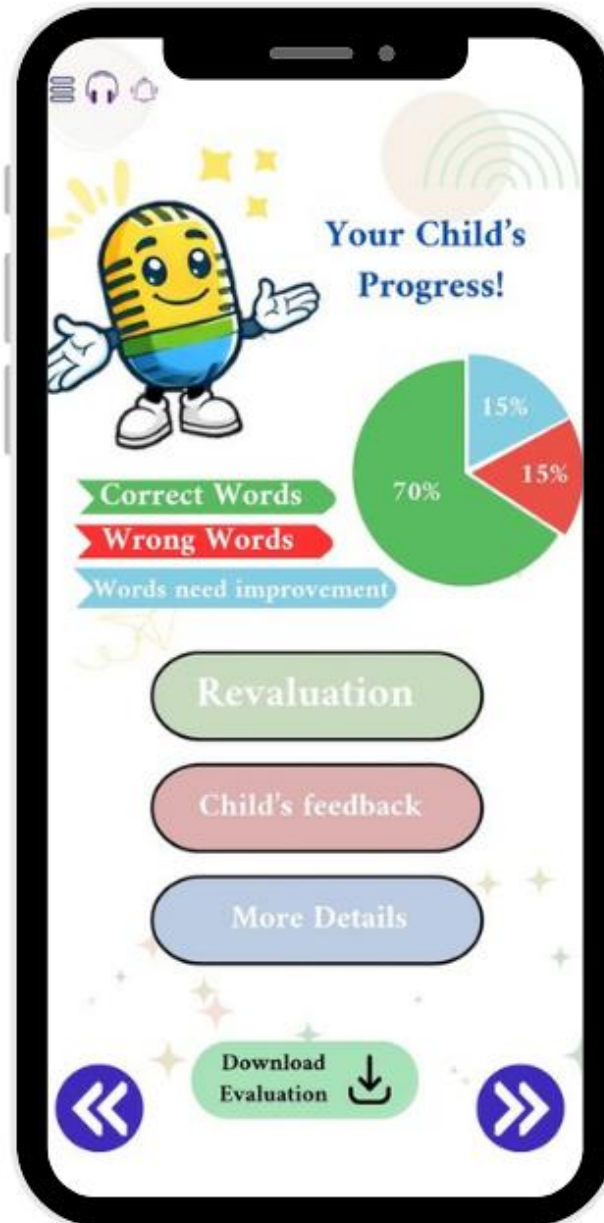 Your Child's
Progress!
15%
15%
70%
Correct Words
Wrong Words
Words need improvement
Revaluation
Child's feedback
More Details
Download
Evaluation